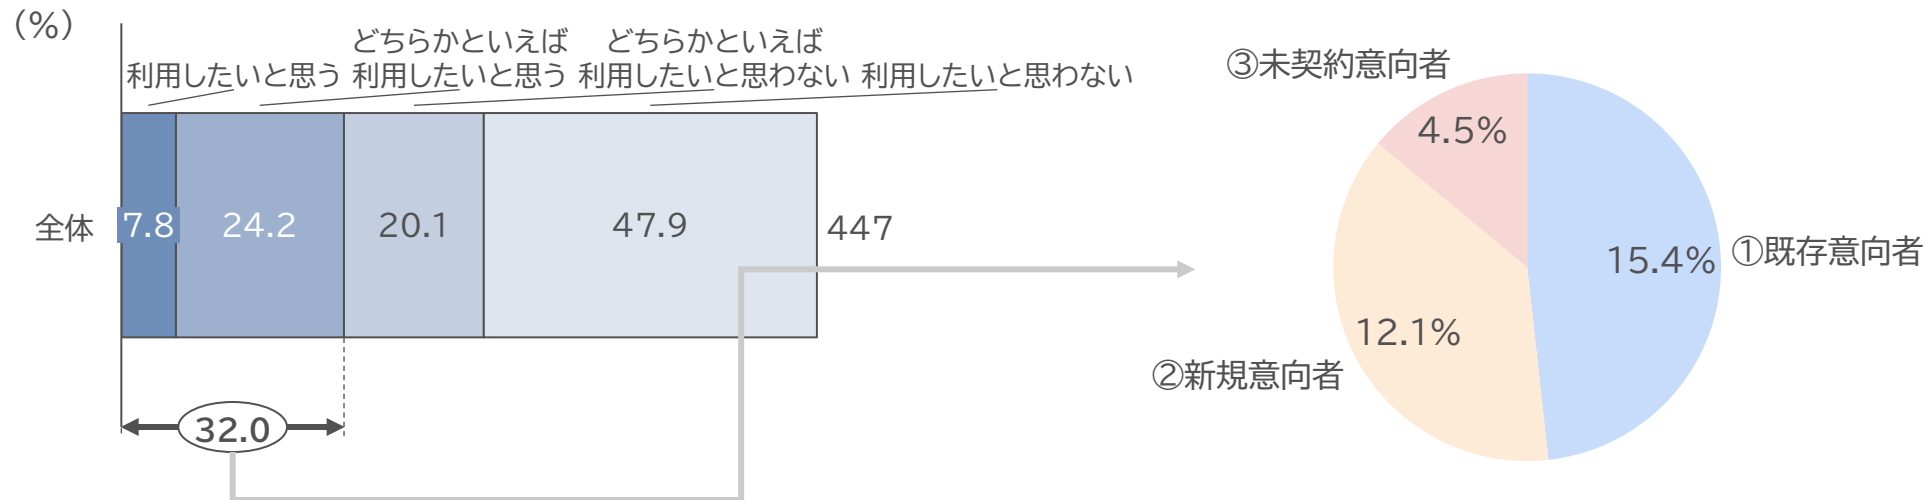 (%)
どちらかといえば どちらかといえば
利用したいと思う 利用したいと思う 利用したいと思わない 利用したいと思わない
全体 7.8 24.2 20.1 47.9 447
32.0
③未契約意向者
4.5%
15.4% ①既存意向者
12.1%
②新規意向者